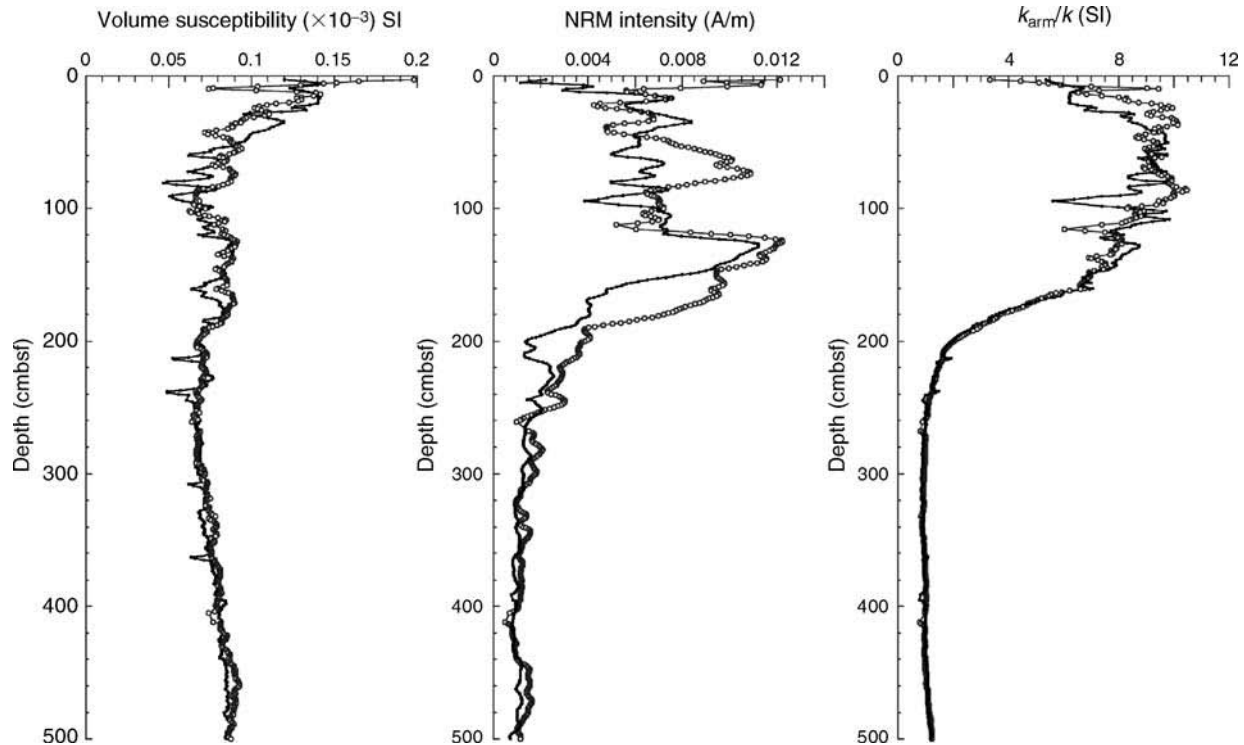 Volume susceptibility (×10⁻³) SI
0.05 0.1 0.15 0.2
0
100
200
300
400
500
Depth (cmbsf)
NRM intensity (A/m)
0.004 0.008 0.012
0
100
200
300
400
500
Depth (cmbsf)
k_arm/k (SI)
0 4 8 12
0
100
200
300
400
500
Depth (cmbsf)